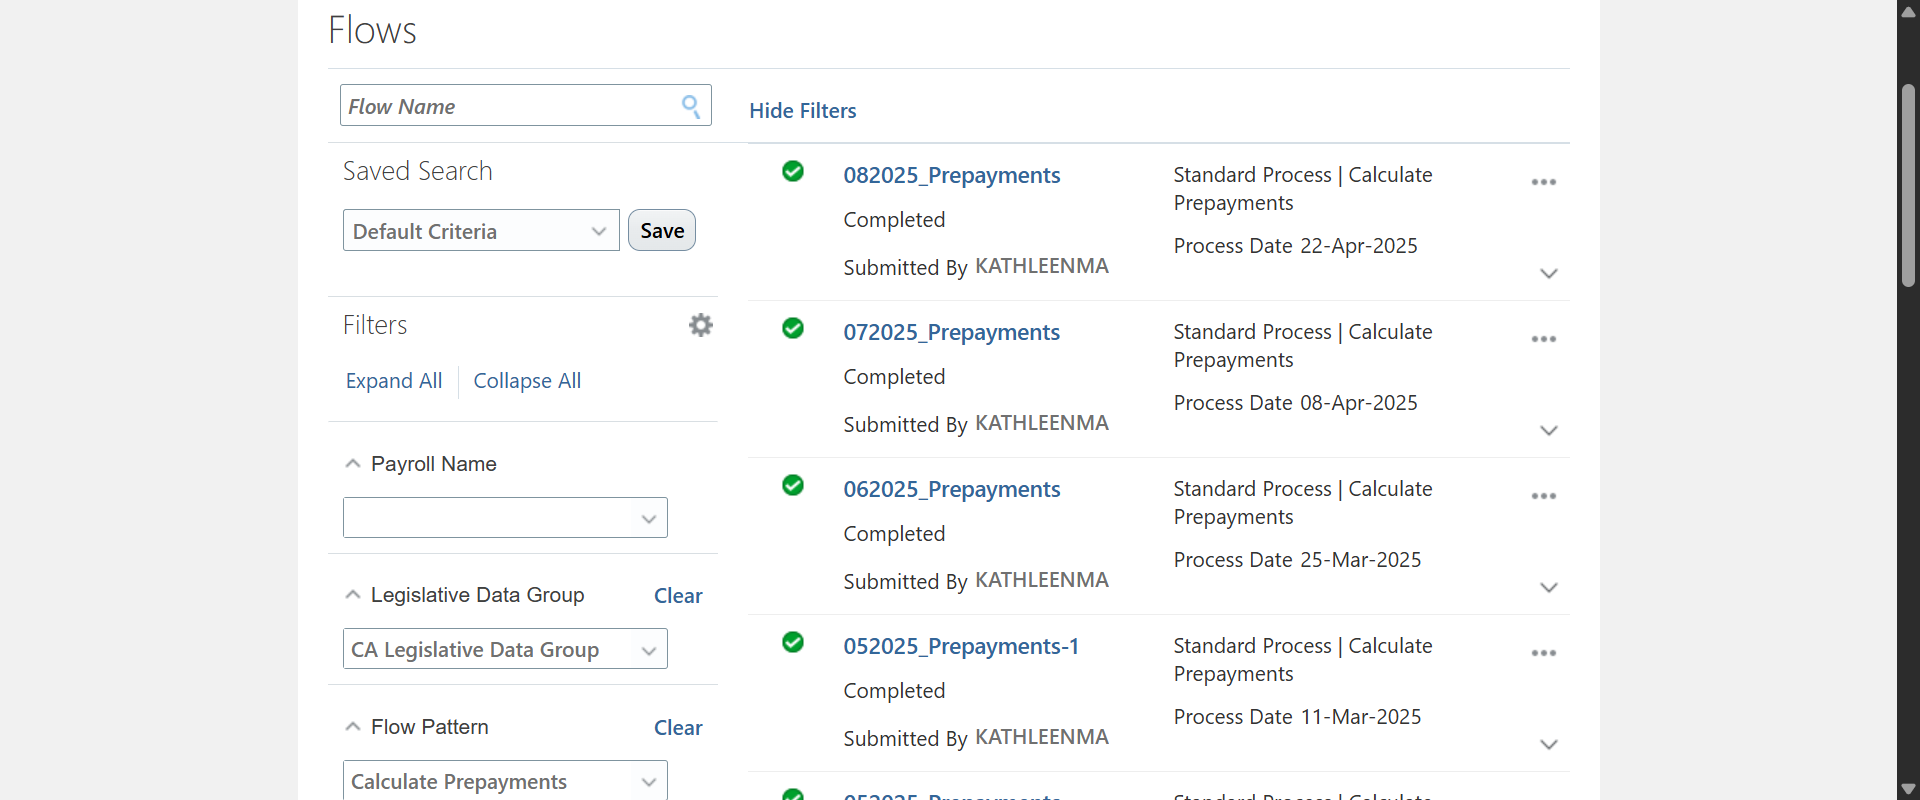 Flows
Flow Name
Hide Filters
Saved Search
Default Criteria
Save
Filters
Expand All
Collapse All
Payroll Name
Legislative Data Group
Clear
CA Legislative Data Group
Flow Pattern
Clear
Calculate Prepayments
082025_Prepayments
Completed
Submitted By KATHLEENMA
Standard Process | Calculate
Prepayments
Process Date 22-Apr-2025
072025_Prepayments
Completed
Submitted By KATHLEENMA
Standard Process | Calculate
Prepayments
Process Date 08-Apr-2025
062025_Prepayments
Completed
Submitted By KATHLEENMA
Standard Process | Calculate
Prepayments
Process Date 25-Mar-2025
052025_Prepayments-1
Completed
Submitted By KATHLEENMA
Standard Process | Calculate
Prepayments
Process Date 11-Mar-2025